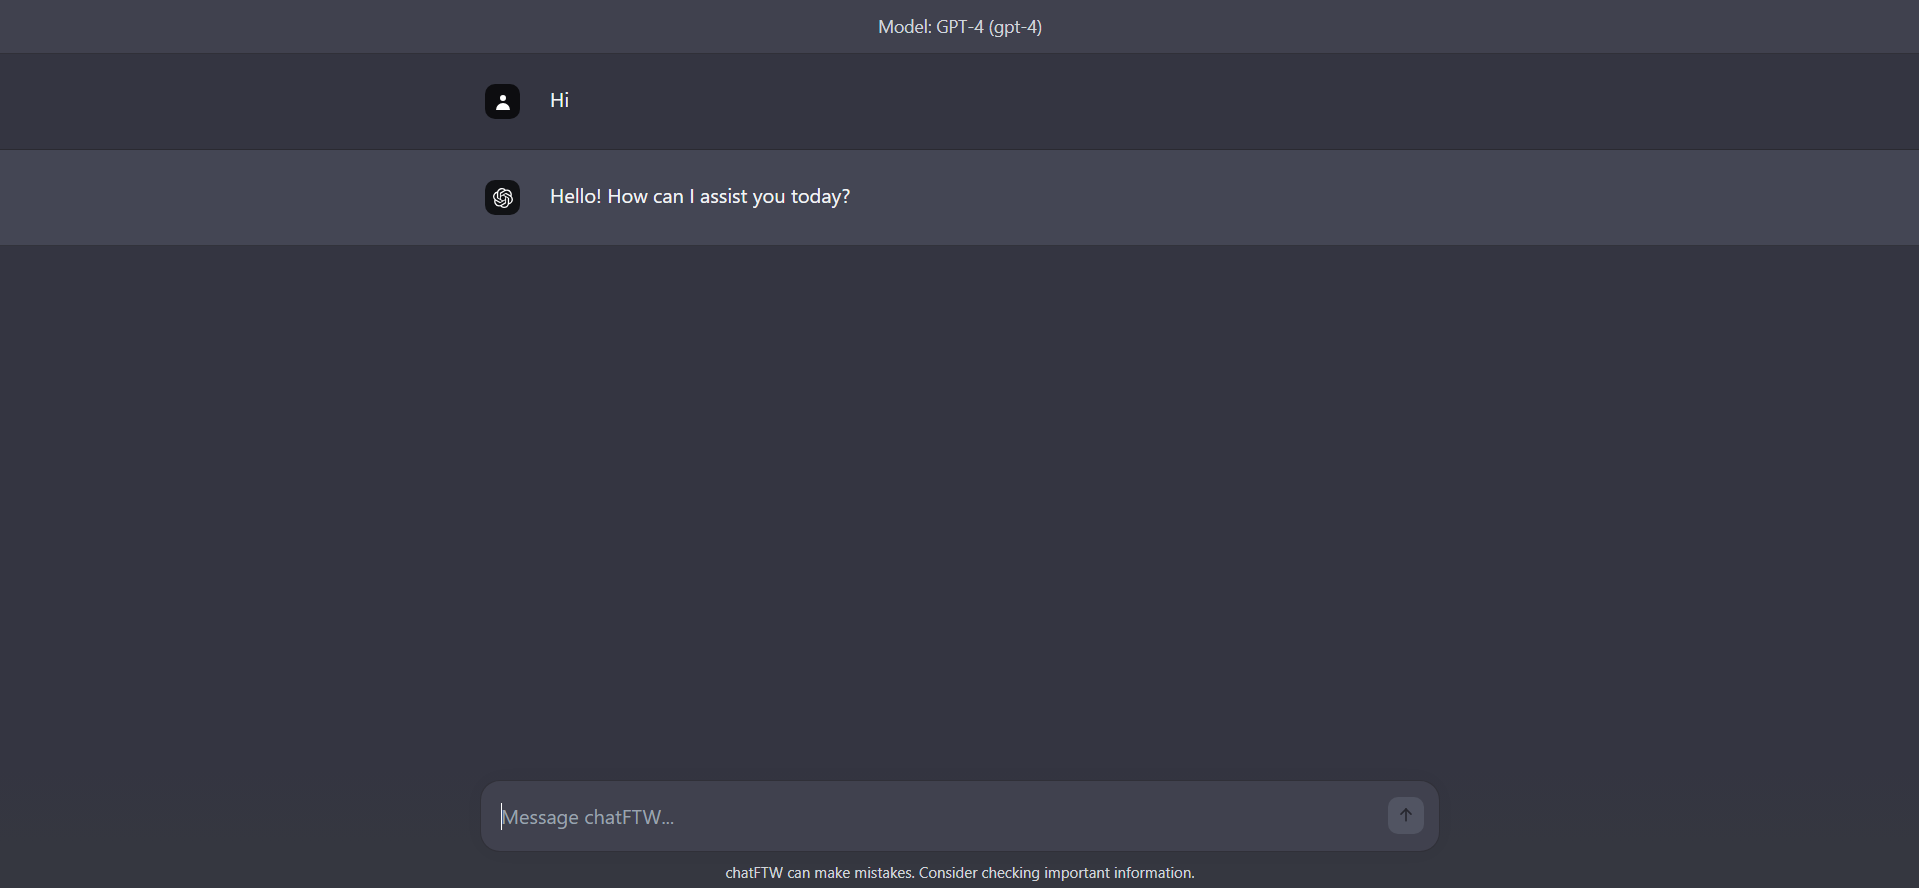 Model: GPT-4 (gpt-4)
Hi
Hello! How can I assist you today?
Message chatFTW...
chatFTW can make mistakes. Consider checking important information.